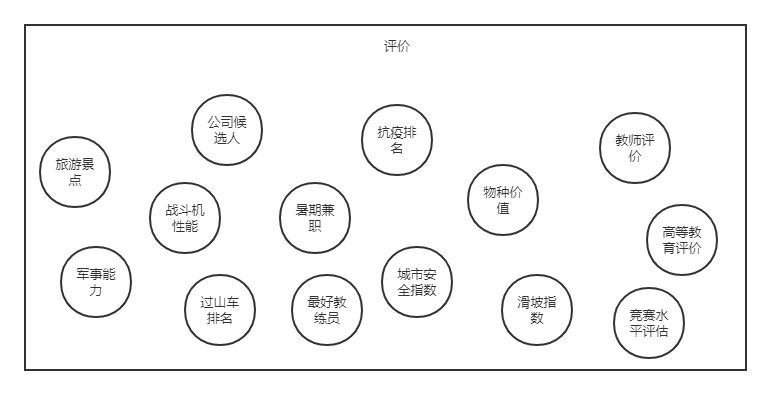 评价
公司候
选人
抗疫排
名
教师评
价
旅游景
点
战斗机
性能
暑期兼
职
物种价
值
高等教
育评价
军事能
力
过山车
排名
最好教
练员
城市安
全指数
滑坡指
数
竞赛水
平评估